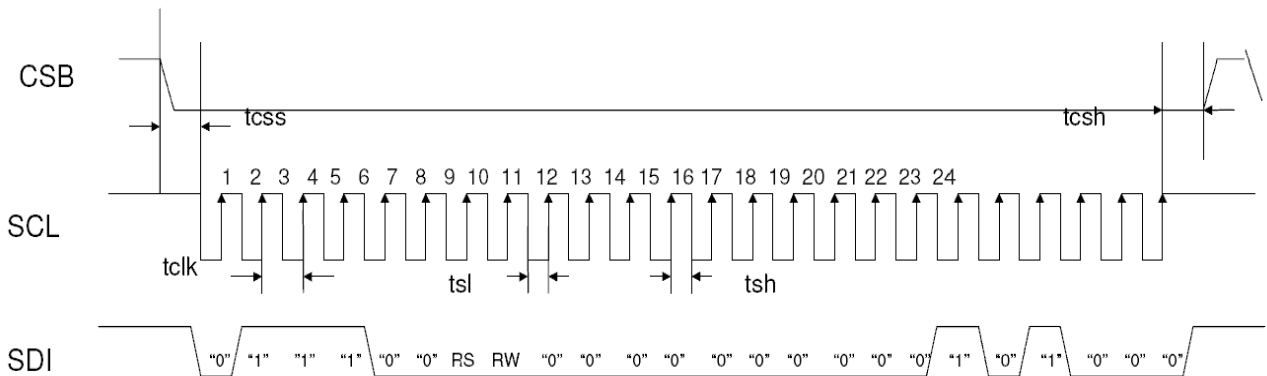 CSB
tcss
tcsh
1 2 3 4 5 6 7 8 9 10 11 12 13 14 15 16 17 18 19 20 21 22 23 24
SCL
tclk
tsl
tsh
SDI
“0” “1” ”1” “1” “0” “0” RS RW “0” “0” “0” “0” “0” “0” “0” “0” “0” “0” “1” “0” “1” “0” “0” “0”